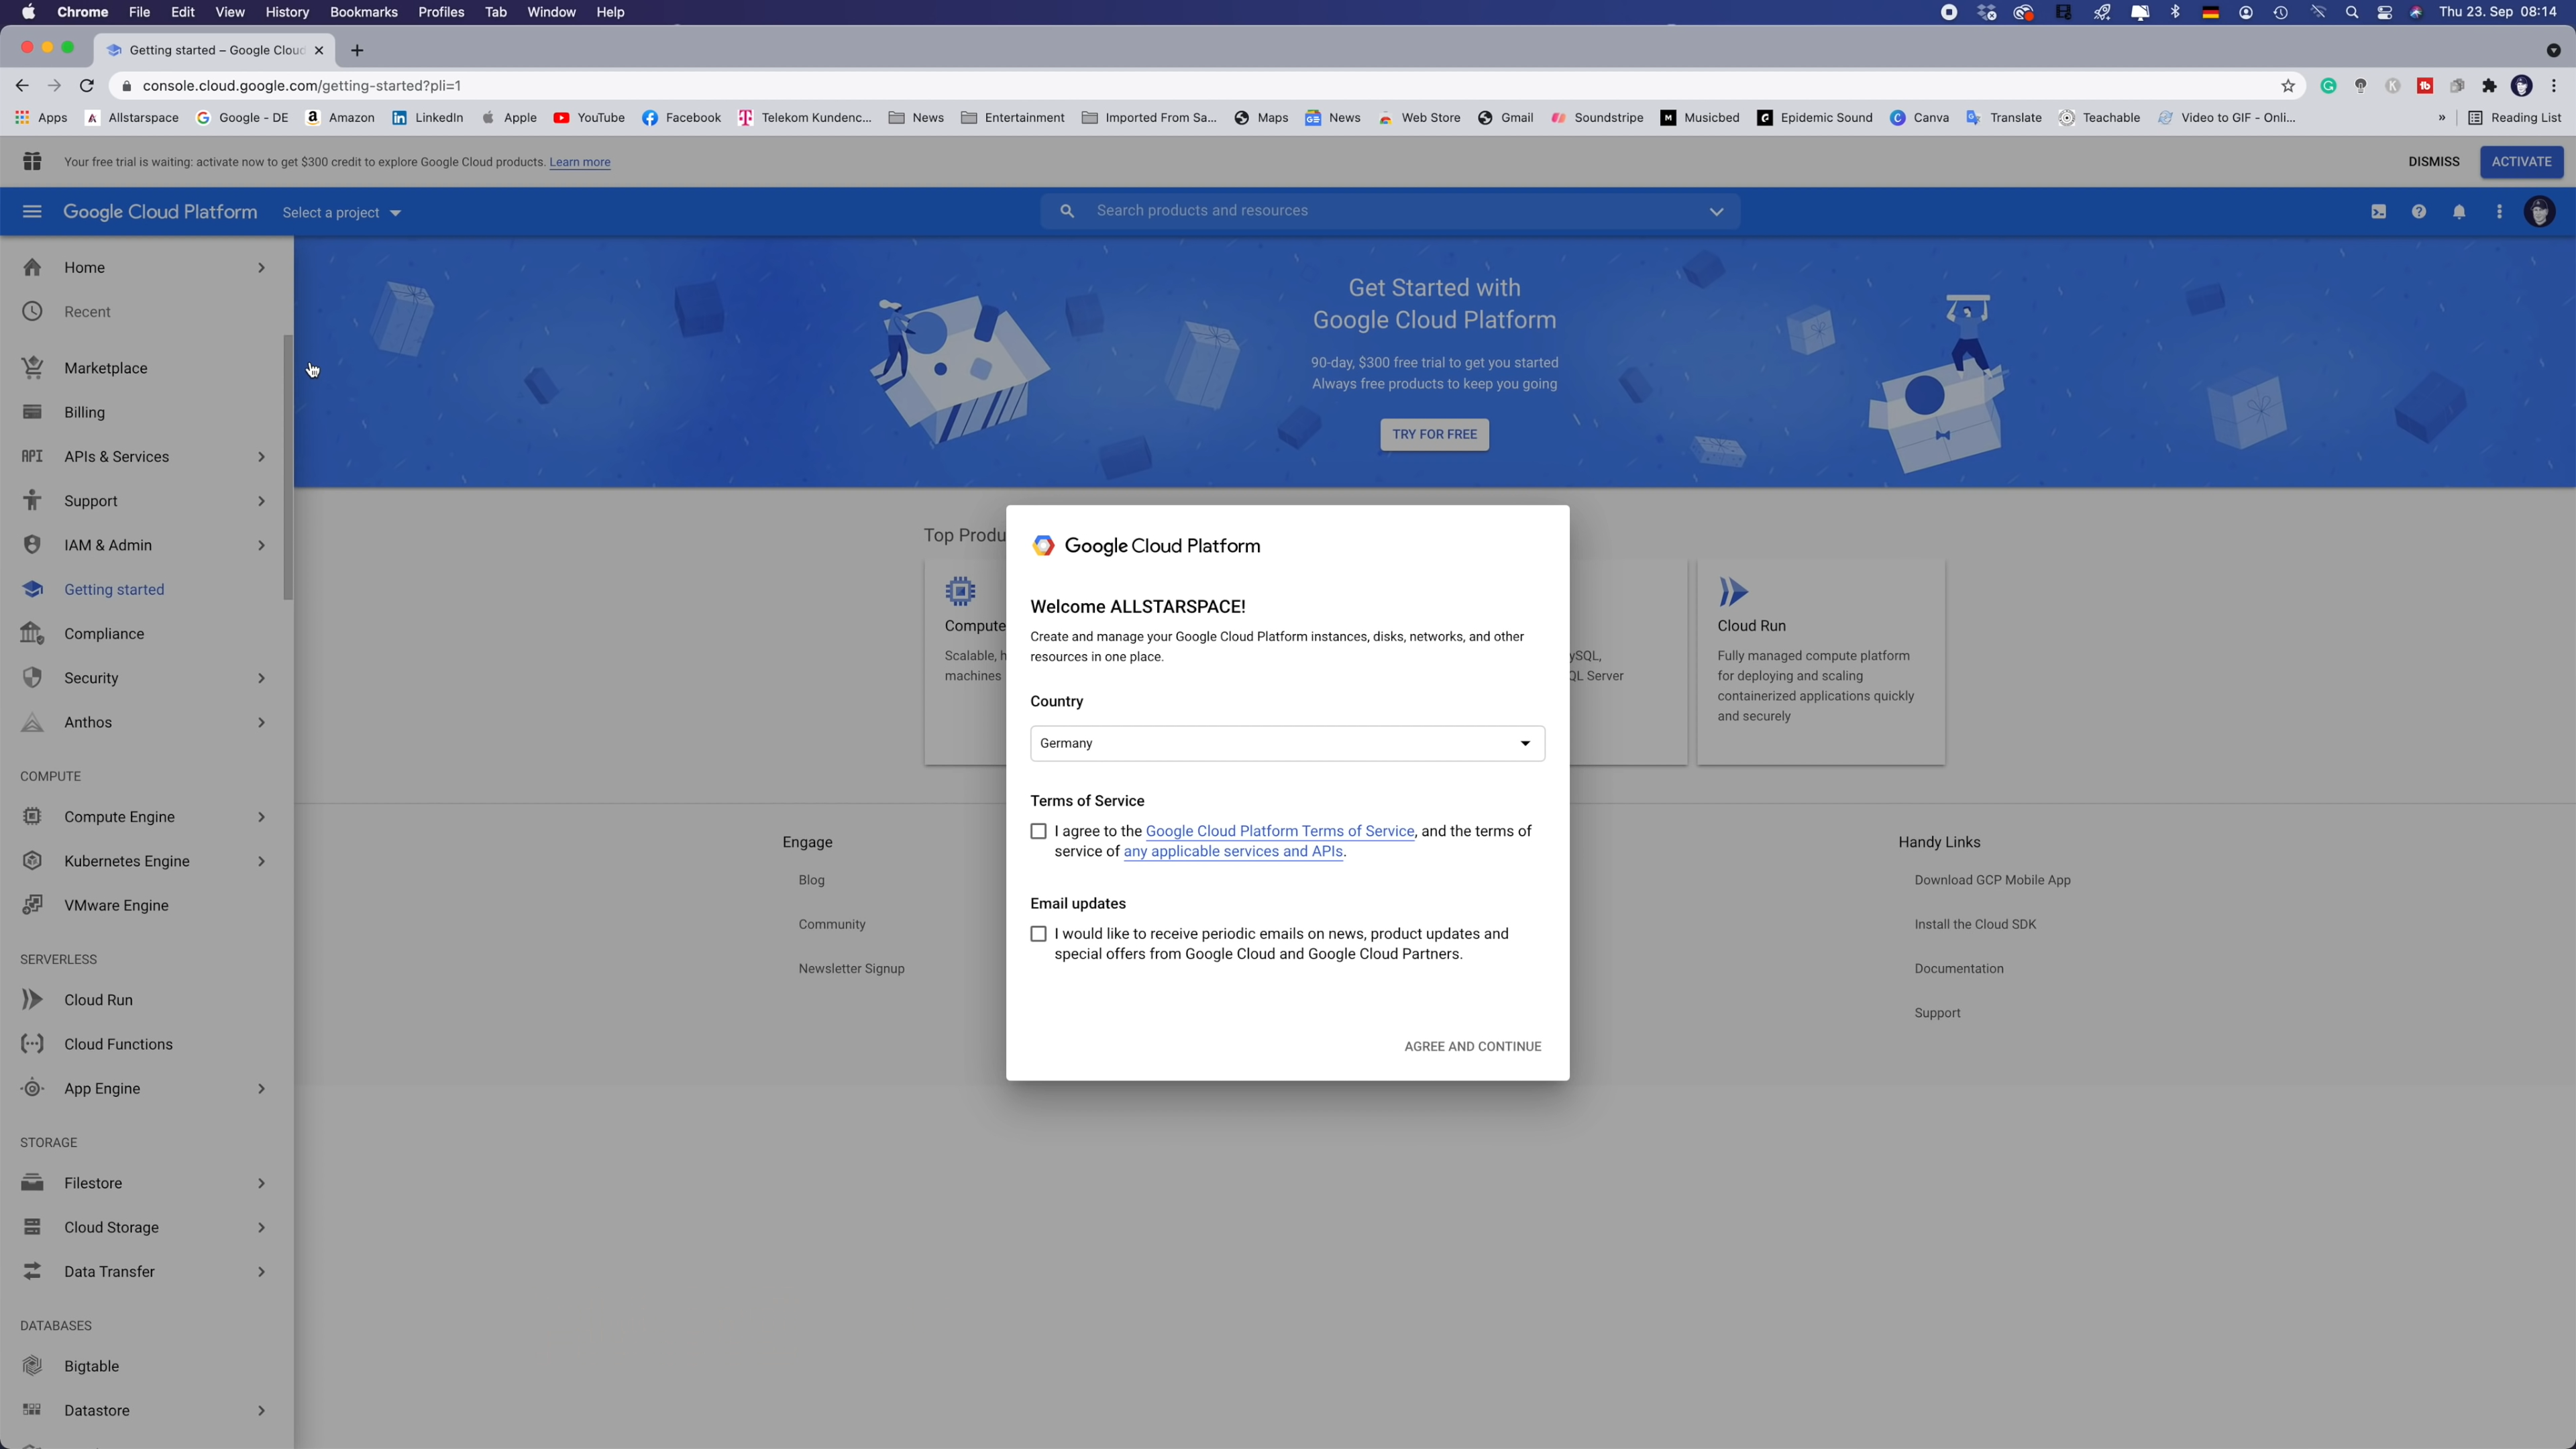 Chrome File Edit View History Bookmarks Profiles Tab Window Help
Thu 23. Sep 08:14
Getting started – Google Cloud
console.cloud.google.com/getting-started?pli=1
Apps Allstarspace Google - DE Amazon LinkedIn Apple YouTube Facebook Telekom Kundenc... News Entertainment Imported From Sa... Maps News Web Store Gmail Soundstripe Musicbed Epidemic Sound Canva Translate Teachable Video to GIF - Onli... » Reading List
Your free trial is waiting: activate now to get $300 credit to explore Google Cloud products. Learn more
DISMISS ACTIVATE
Google Cloud Platform Select a project
Search products and resources
Home
Recent
Marketplace
Billing
API APIs & Services
Support
IAM & Admin
Getting started
Compliance
Security
Anthos
COMPUTE
Compute Engine
Kubernetes Engine
VMware Engine
SERVERLESS
Cloud Run
Cloud Functions
App Engine
STORAGE
Filestore
Cloud Storage
Data Transfer
DATABASES
Bigtable
Datastore
Get Started with
Google Cloud Platform
90-day, $300 free trial to get you started
Always free products to keep you going
TRY FOR FREE
Top Produ
Compute
Scalable, h
machines
ySQL,
QL Server
Cloud Run
Fully managed compute platform
for deploying and scaling
containerized applications quickly
and securely
Engage
Blog
Community
Newsletter Signup
Handy Links
Download GCP Mobile App
Install the Cloud SDK
Documentation
Support
Google Cloud Platform
Welcome ALLSTARSPACE!
Create and manage your Google Cloud Platform instances, disks, networks, and other
resources in one place.
Country
Germany
Terms of Service
I agree to the Google Cloud Platform Terms of Service, and the terms of
service of any applicable services and APIs.
Email updates
I would like to receive periodic emails on news, product updates and
special offers from Google Cloud and Google Cloud Partners.
AGREE AND CONTINUE